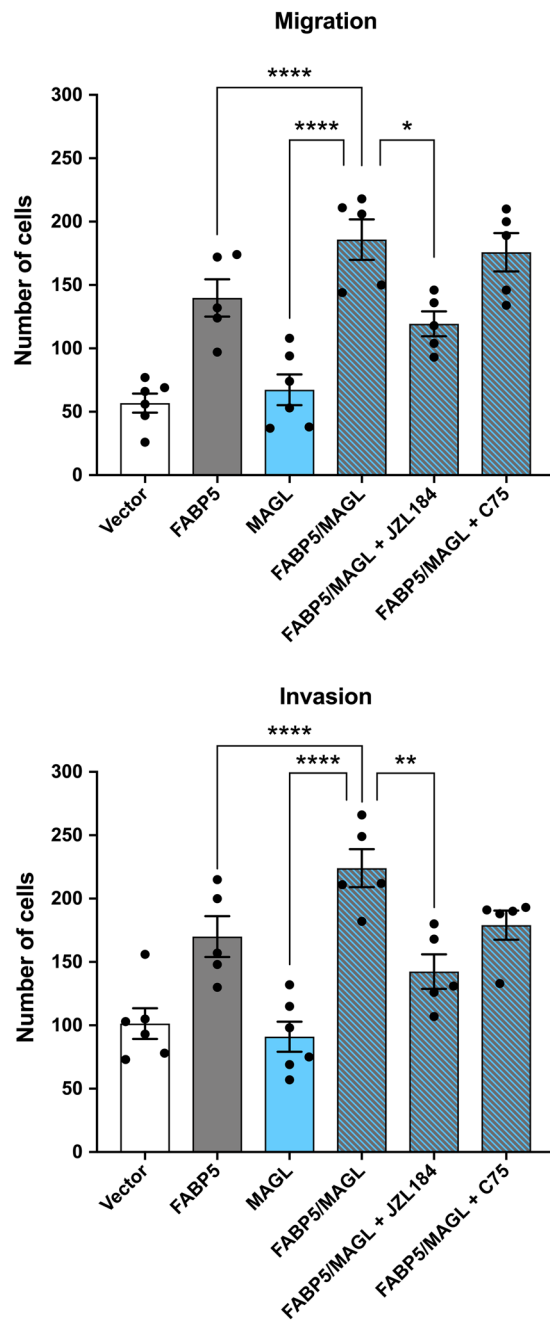 Migration
****
**** *
300
250
200
150
100
50
0
Number of cells
Vector
FABP5
MAGL
FABP5/MAGL
FABP5/MAGL + JZL184
FABP5/MAGL + C75
Invasion
****
**** **
300
250
200
150
100
50
0
Number of cells
Vector
FABP5
MAGL
FABP5/MAGL
FABP5/MAGL + JZL184
FABP5/MAGL + C75